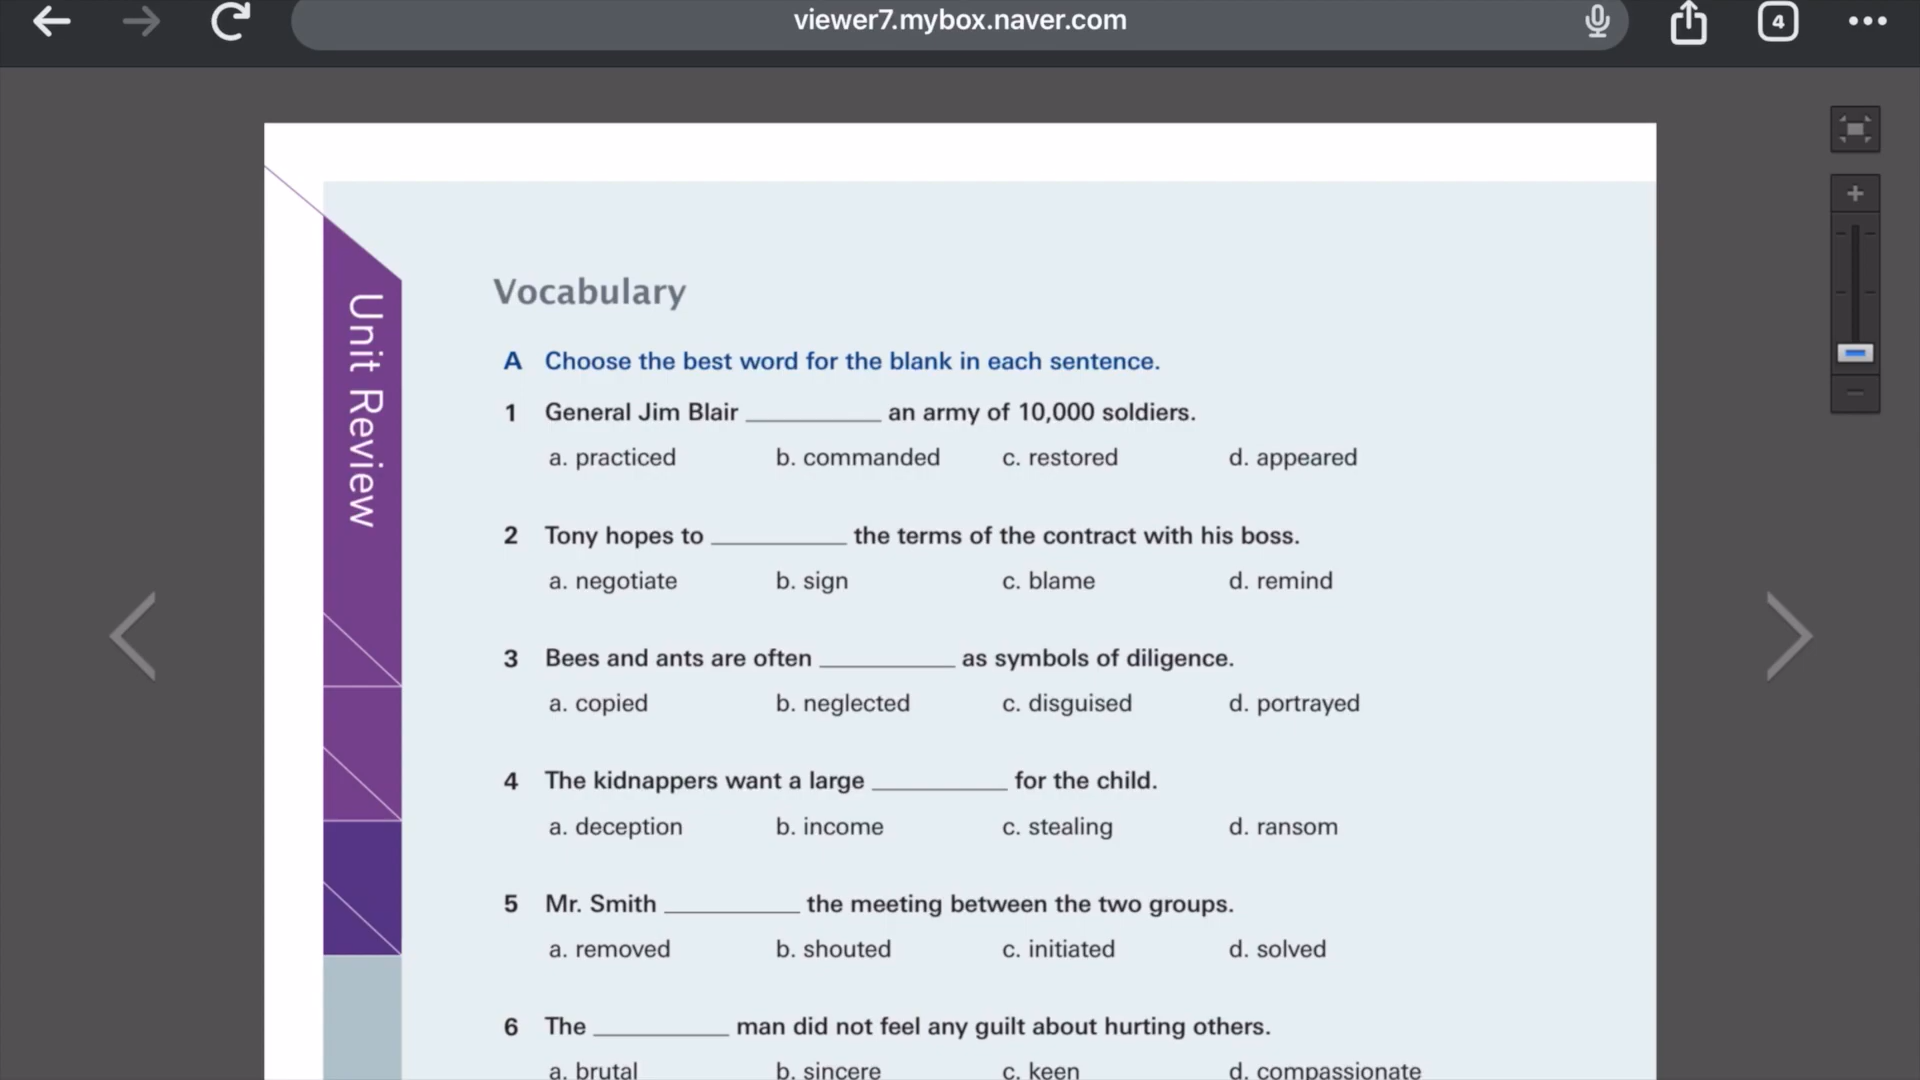 viewer7.mybox.naver.com
4
Unit Review
Vocabulary
A Choose the best word for the blank in each sentence.
1 General Jim Blair __________ an army of 10,000 soldiers.
a. practiced b. commanded c. restored d. appeared
2 Tony hopes to __________ the terms of the contract with his boss.
a. negotiate b. sign c. blame d. remind
3 Bees and ants are often __________ as symbols of diligence.
a. copied b. neglected c. disguised d. portrayed
4 The kidnappers want a large __________ for the child.
a. deception b. income c. stealing d. ransom
5 Mr. Smith __________ the meeting between the two groups.
a. removed b. shouted c. initiated d. solved
6 The __________ man did not feel any guilt about hurting others.
a. brutal b. sincere c. keen d. compassionate